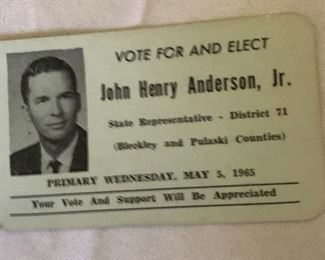 VOTE FOR AND ELECT
John Henry Anderson, Jr.
State Representative - District 71
(Bleckley and Pulaski Counties)
PRIMARY WEDNESDAY, MAY 5, 1965
Your Vote And Support Will Be Appreciated